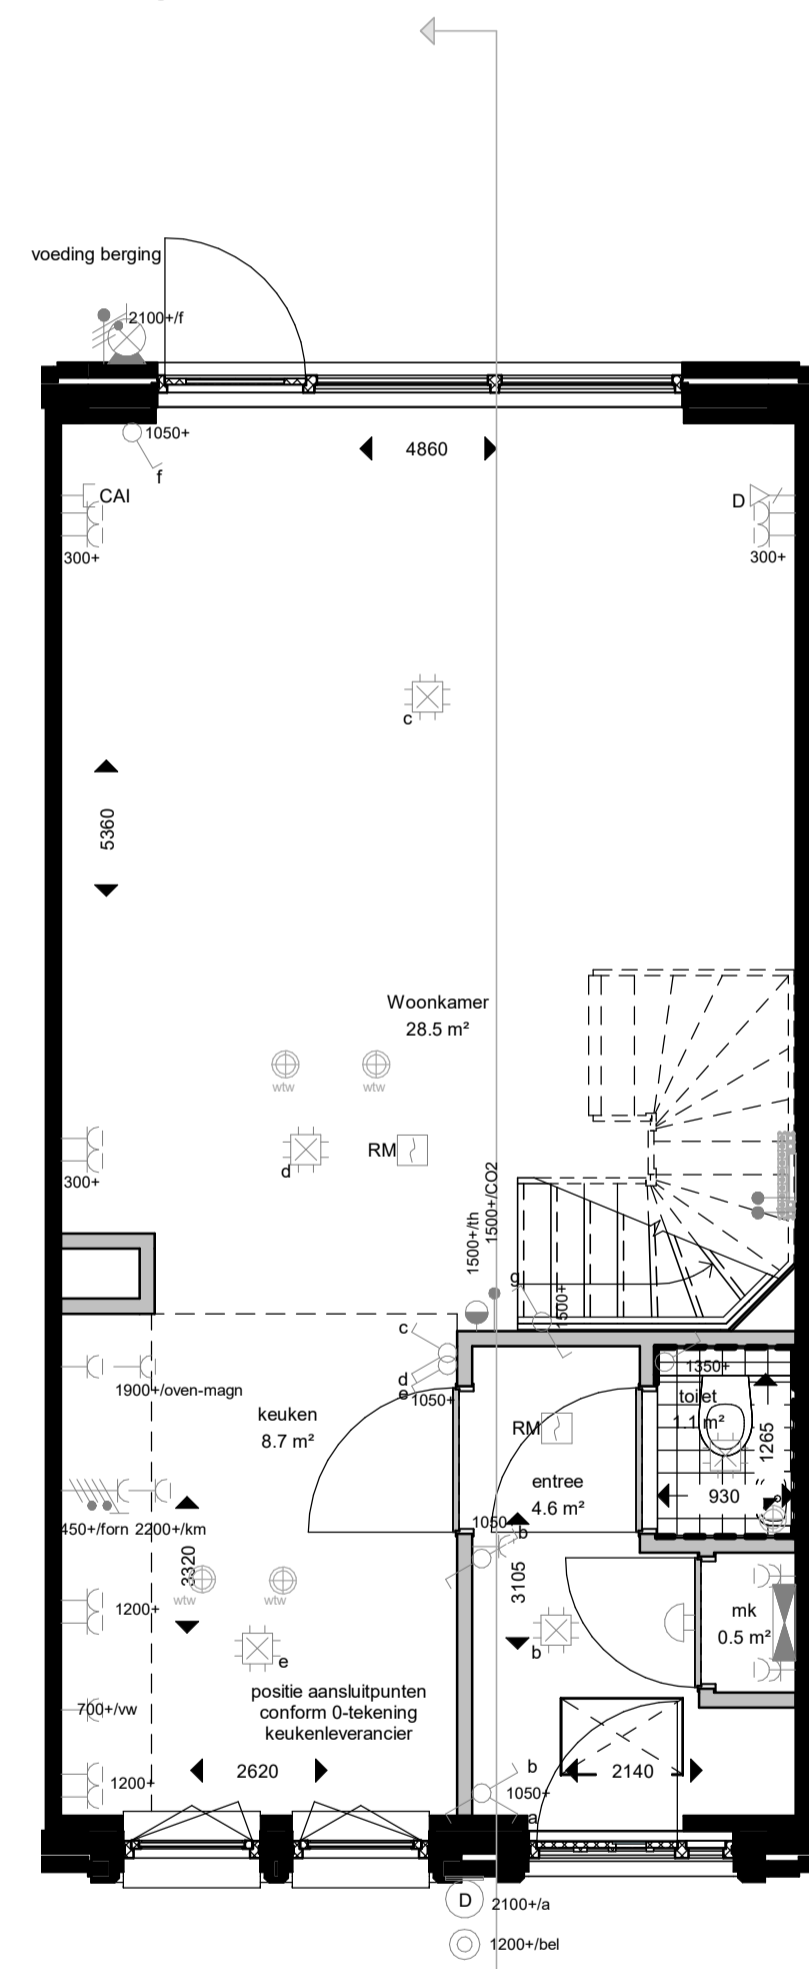 voeding berging
2100+/f
1050+
f
4860
CAI
D
300+
300+
c
5360
Woonkamer
28.5 m²
wtw
wtw
d
RM
300+
1500+/th
1500+/CO2
g
1500+
c
d
e
1050+
1350+
1900+/oven-magn
keuken
8.7 m²
toilet
1.1 m²
1265
RM
entree
4.6 m²
930
450+/forn
2200+/km
1050+
b
3320
3105
wtw
wtw
1200+
mk
0.5 m²
e
b
positie aansluitpunten
conform 0-tekening
keukenleverancier
700+/vw
2620
b
2140
1200+
1050+
a
D
2100+/a
1200+/bel